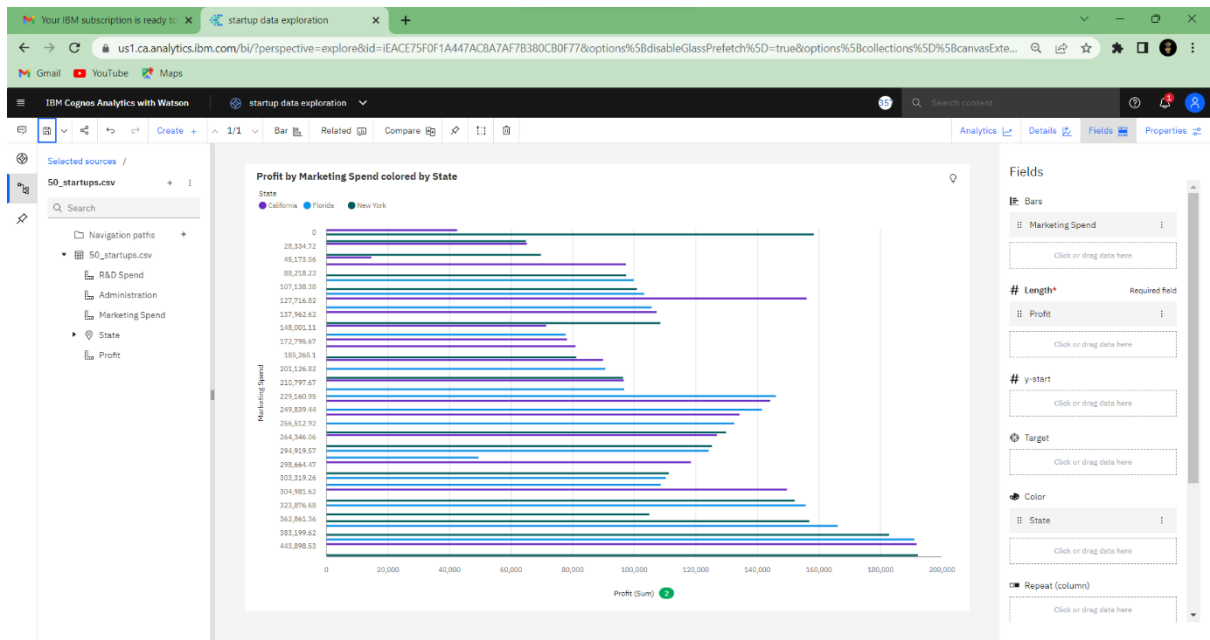 Your IBM subscription is ready to
startup data exploration
us1.ca.analytics.ibm.com/bi/?perspective=explore&id=iEACE75F0F1A447AC8A7AF7B380CB0F77&options%5BdisableGlassPrefetch%5D=true&options%5Bcollections%5D%5BcanvasExte...
Gmail
YouTube
Maps
IBM Cognos Analytics with Watson
startup data exploration
Search content
1
Create +
1/1
Bar
Related
Compare
Analytics
Details
Fields
Properties
Selected sources /
50_startups.csv
Search
Navigation paths
50_startups.csv
R&D Spend
Administration
Marketing Spend
State
Profit
Profit by Marketing Spend colored by State
State
California
Florida
New York
Marketing Spend
0
28,334.72
45,173.06
88,218.23
107,138.38
127,716.82
137,962.62
148,001.11
172,795.67
185,265.1
201,126.82
210,797.67
229,160.95
249,839.44
256,512.92
264,346.06
294,919.57
298,664.47
303,319.26
304,981.62
323,876.68
362,861.36
383,199.62
443,898.53
0 20,000 40,000 60,000 80,000 100,000 120,000 140,000 160,000 180,000 200,000
Profit (Sum) 2
Fields
Bars
Marketing Spend
Click or drag data here
# Length* Required field
Profit
Click or drag data here
# y-start
Click or drag data here
Target
Click or drag data here
Color
State
Click or drag data here
Repeat (column)
Click or drag data here